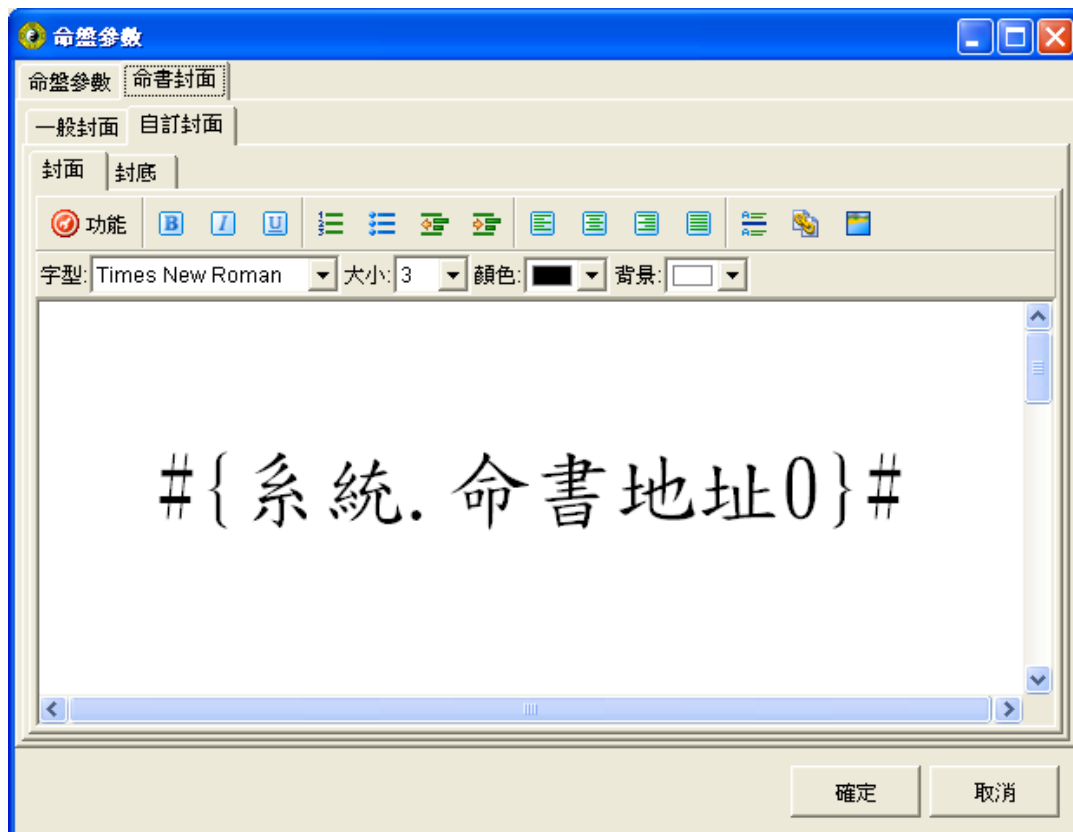 命盤參數
命盤參數 命書封面
一般封面 自訂封面
封面 封底
功能 B I U
字型: Times New Roman 大小: 3 顏色: 背景:
#{系統.命書地址0}#
確定 取消